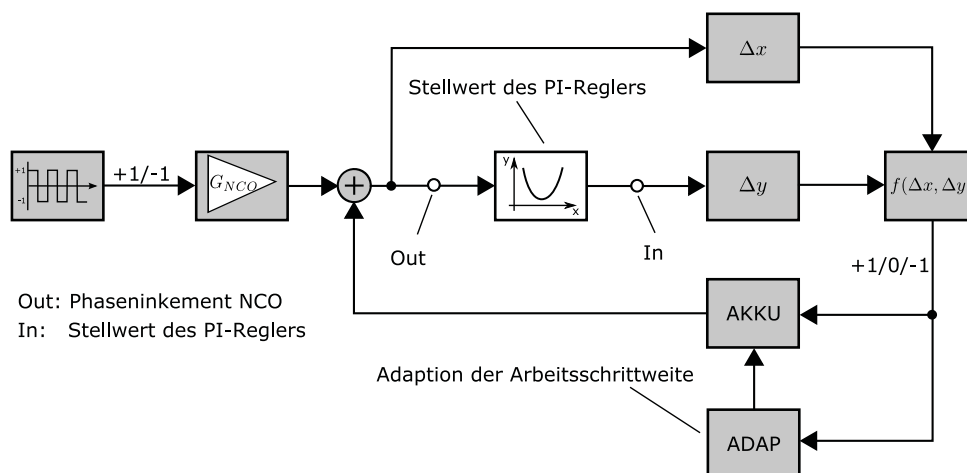 Δx
Stellwert des PI-Reglers
+1
-1
+1/-1
G_NCO
+
y
x
Δy
f(Δx, Δy
Out
In
+1/0/-1
Out: Phaseninkement NCO
In: Stellwert des PI-Reglers
AKKU
Adaption der Arbeitsschrittweite
ADAP